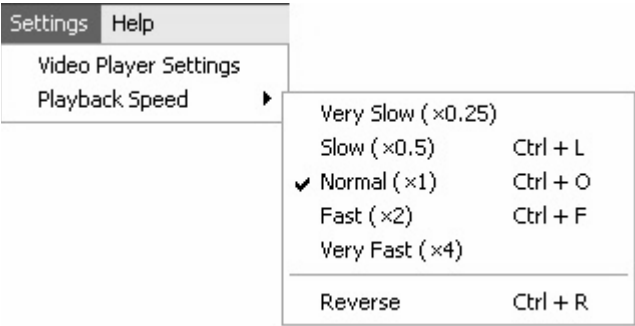 Settings Help
Video Player Settings
Playback Speed
Very Slow (×0.25)
Slow (×0.5) Ctrl + L
Normal (×1) Ctrl + O
Fast (×2) Ctrl + F
Very Fast (×4)
Reverse Ctrl + R